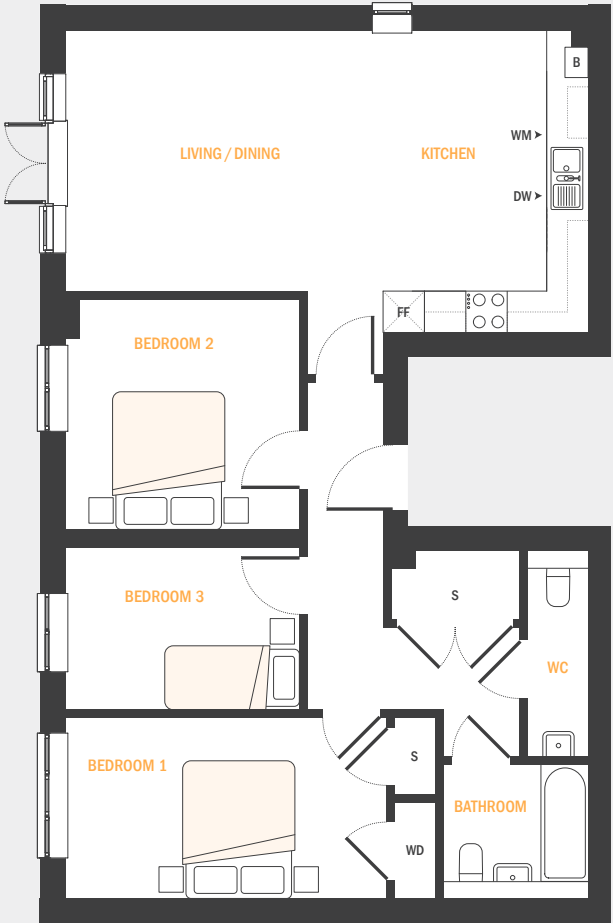 B
WM
LIVING / DINING
KITCHEN
DW
FF
BEDROOM 2
BEDROOM 3
S
WC
S
BEDROOM 1
BATHROOM
WD